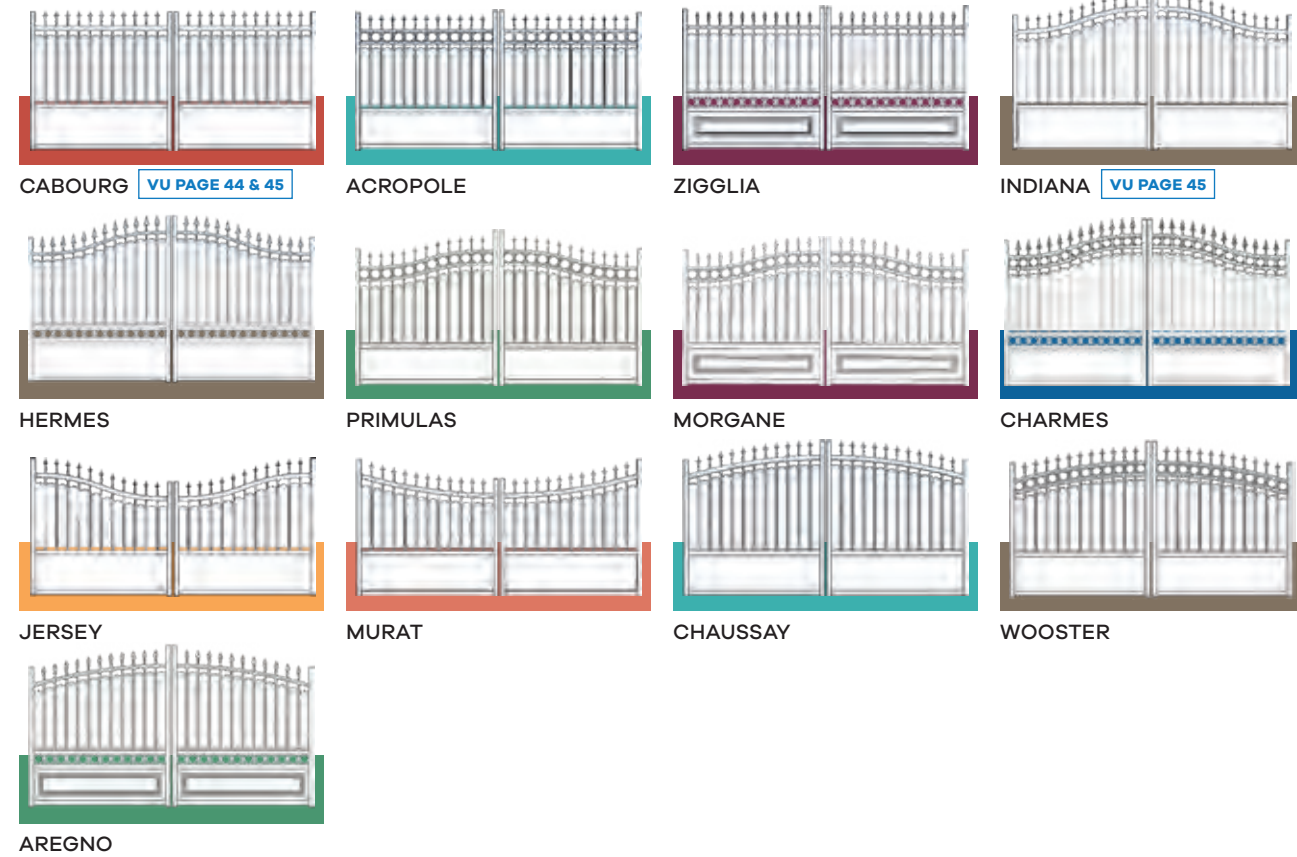 CABOURG VU PAGE 44 & 45
ACROPOLE
ZIGGLIA
INDIANA VU PAGE 45
HERMES
PRIMULAS
MORGANE
CHARMES
JERSEY
MURAT
CHAUSSAY
WOOSTER
AREGNO